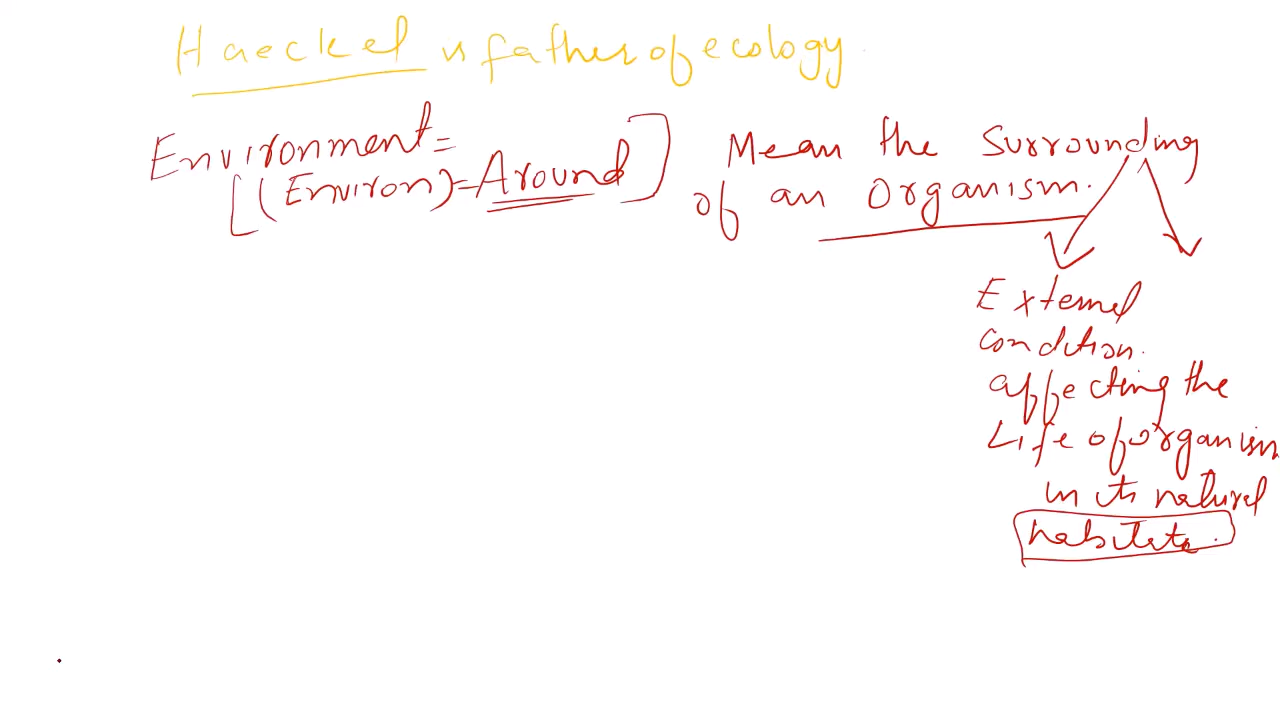 Haeckel is father of ecology
Environment =
[(Environ) = Around]
Mean the Surrounding
of an Organism.
External
condition.
affecting the
Life of organism
in its natural
habitate.